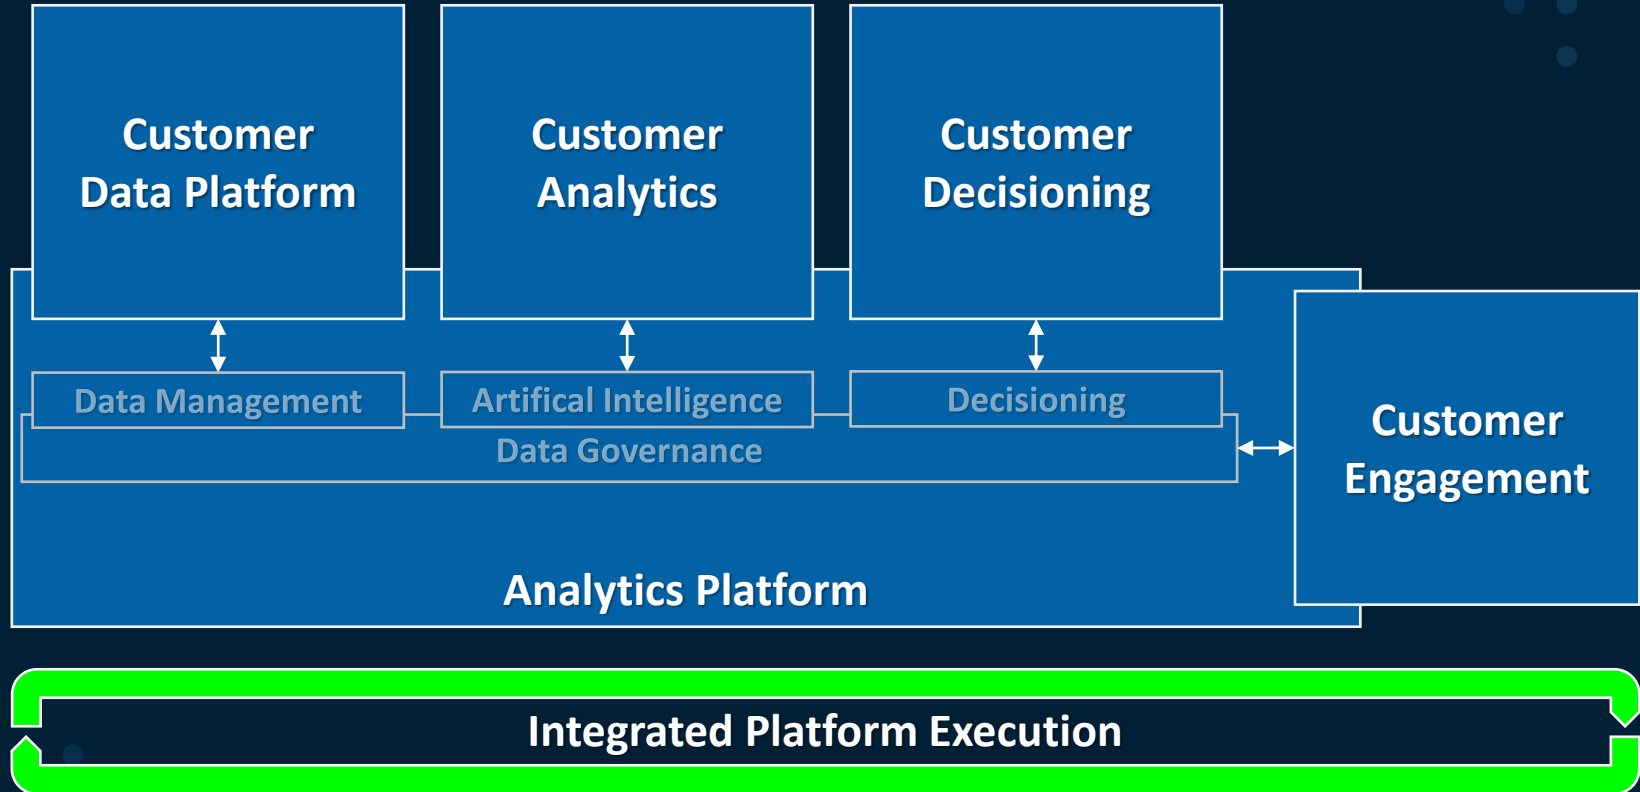 Customer
Data Platform
Customer
Analytics
Customer
Decisioning
Data Management
Artifical Intelligence
Decisioning
Data Governance
Customer
Engagement
Analytics Platform
Integrated Platform Execution